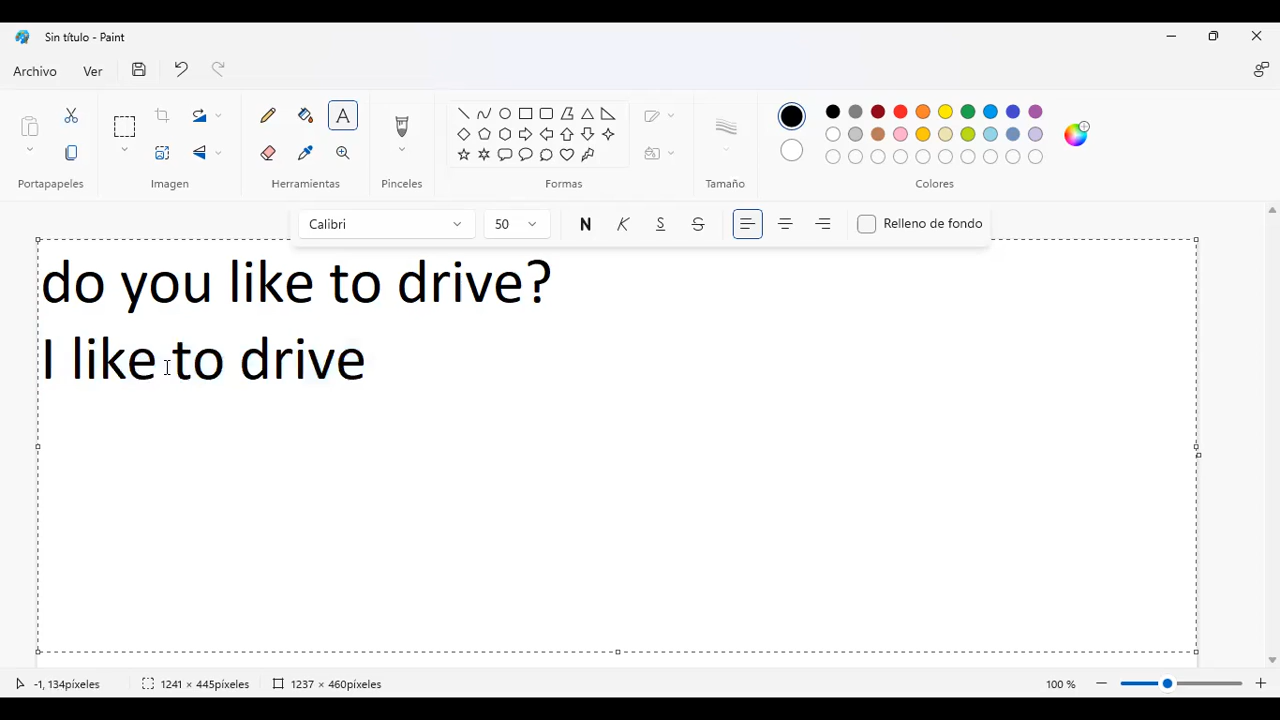 Sin título - Paint
Archivo Ver
Portapapeles Imagen Herramientas Pinceles Formas Tamaño Colores
Calibri 50 N K S S Relleno de fondo
do you like to drive?
I like to drive
-1, 134píxeles 1241 × 445píxeles 1237 × 460píxeles 100 %